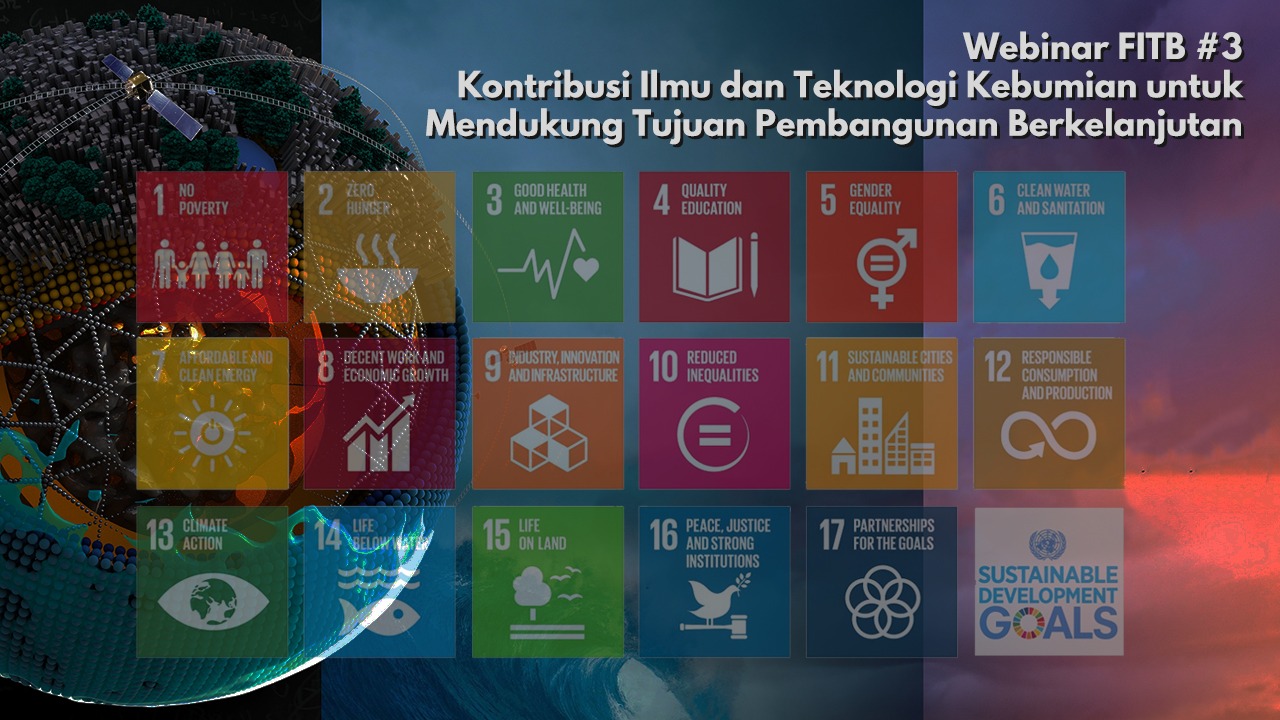 Webinar FITB #3
Kontribusi Ilmu dan Teknologi Kebumian untuk
Mendukung Tujuan Pembangunan Berkelanjutan
1 NO
POVERTY
2 ZERO
HUNGER
3 GOOD HEALTH
AND WELL-BEING
4 QUALITY
EDUCATION
5 GENDER
EQUALITY
6 CLEAN WATER
AND SANITATION
7 AFFORDABLE AND
CLEAN ENERGY
8 DECENT WORK AND
ECONOMIC GROWTH
9 INDUSTRY, INNOVATION
AND INFRASTRUCTURE
10 REDUCED
INEQUALITIES
11 SUSTAINABLE CITIES
AND COMMUNITIES
12 RESPONSIBLE
CONSUMPTION
AND PRODUCTION
13 CLIMATE
ACTION
14 LIFE
BELOW WATER
15 LIFE
ON LAND
16 PEACE, JUSTICE
AND STRONG
INSTITUTIONS
17 PARTNERSHIPS
FOR THE GOALS
SUSTAINABLE
DEVELOPMENT
GOALS